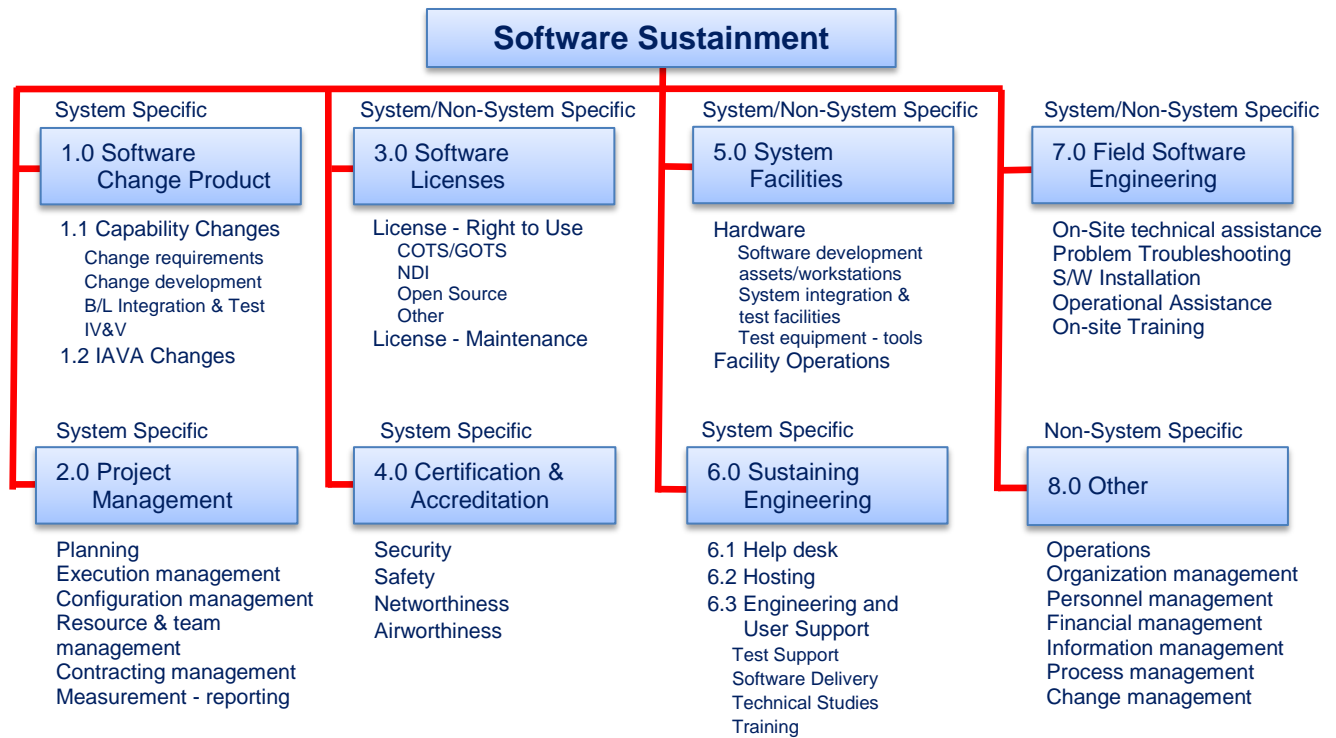 Software Sustainment
System Specific
1.0 Software
Change Product
1.1 Capability Changes
Change requirements
Change development
B/L Integration & Test
IV&V
1.2 IAVA Changes
System Specific
2.0 Project
Management
Planning
Execution management
Configuration management
Resource & team
management
Contracting management
Measurement - reporting
System/Non-System Specific
3.0 Software
Licenses
License - Right to Use
COTS/GOTS
NDI
Open Source
Other
License - Maintenance
System Specific
4.0 Certification &
Accreditation
Security
Safety
Networthiness
Airworthiness
System/Non-System Specific
5.0 System
Facilities
Hardware
Software development
assets/workstations
System integration &
test facilities
Test equipment - tools
Facility Operations
System Specific
6.0 Sustaining
Engineering
6.1 Help desk
6.2 Hosting
6.3 Engineering and
User Support
Test Support
Software Delivery
Technical Studies
Training
System/Non-System Specific
7.0 Field Software
Engineering
On-Site technical assistance
Problem Troubleshooting
S/W Installation
Operational Assistance
On-site Training
Non-System Specific
8.0 Other
Operations
Organization management
Personnel management
Financial management
Information management
Process management
Change management